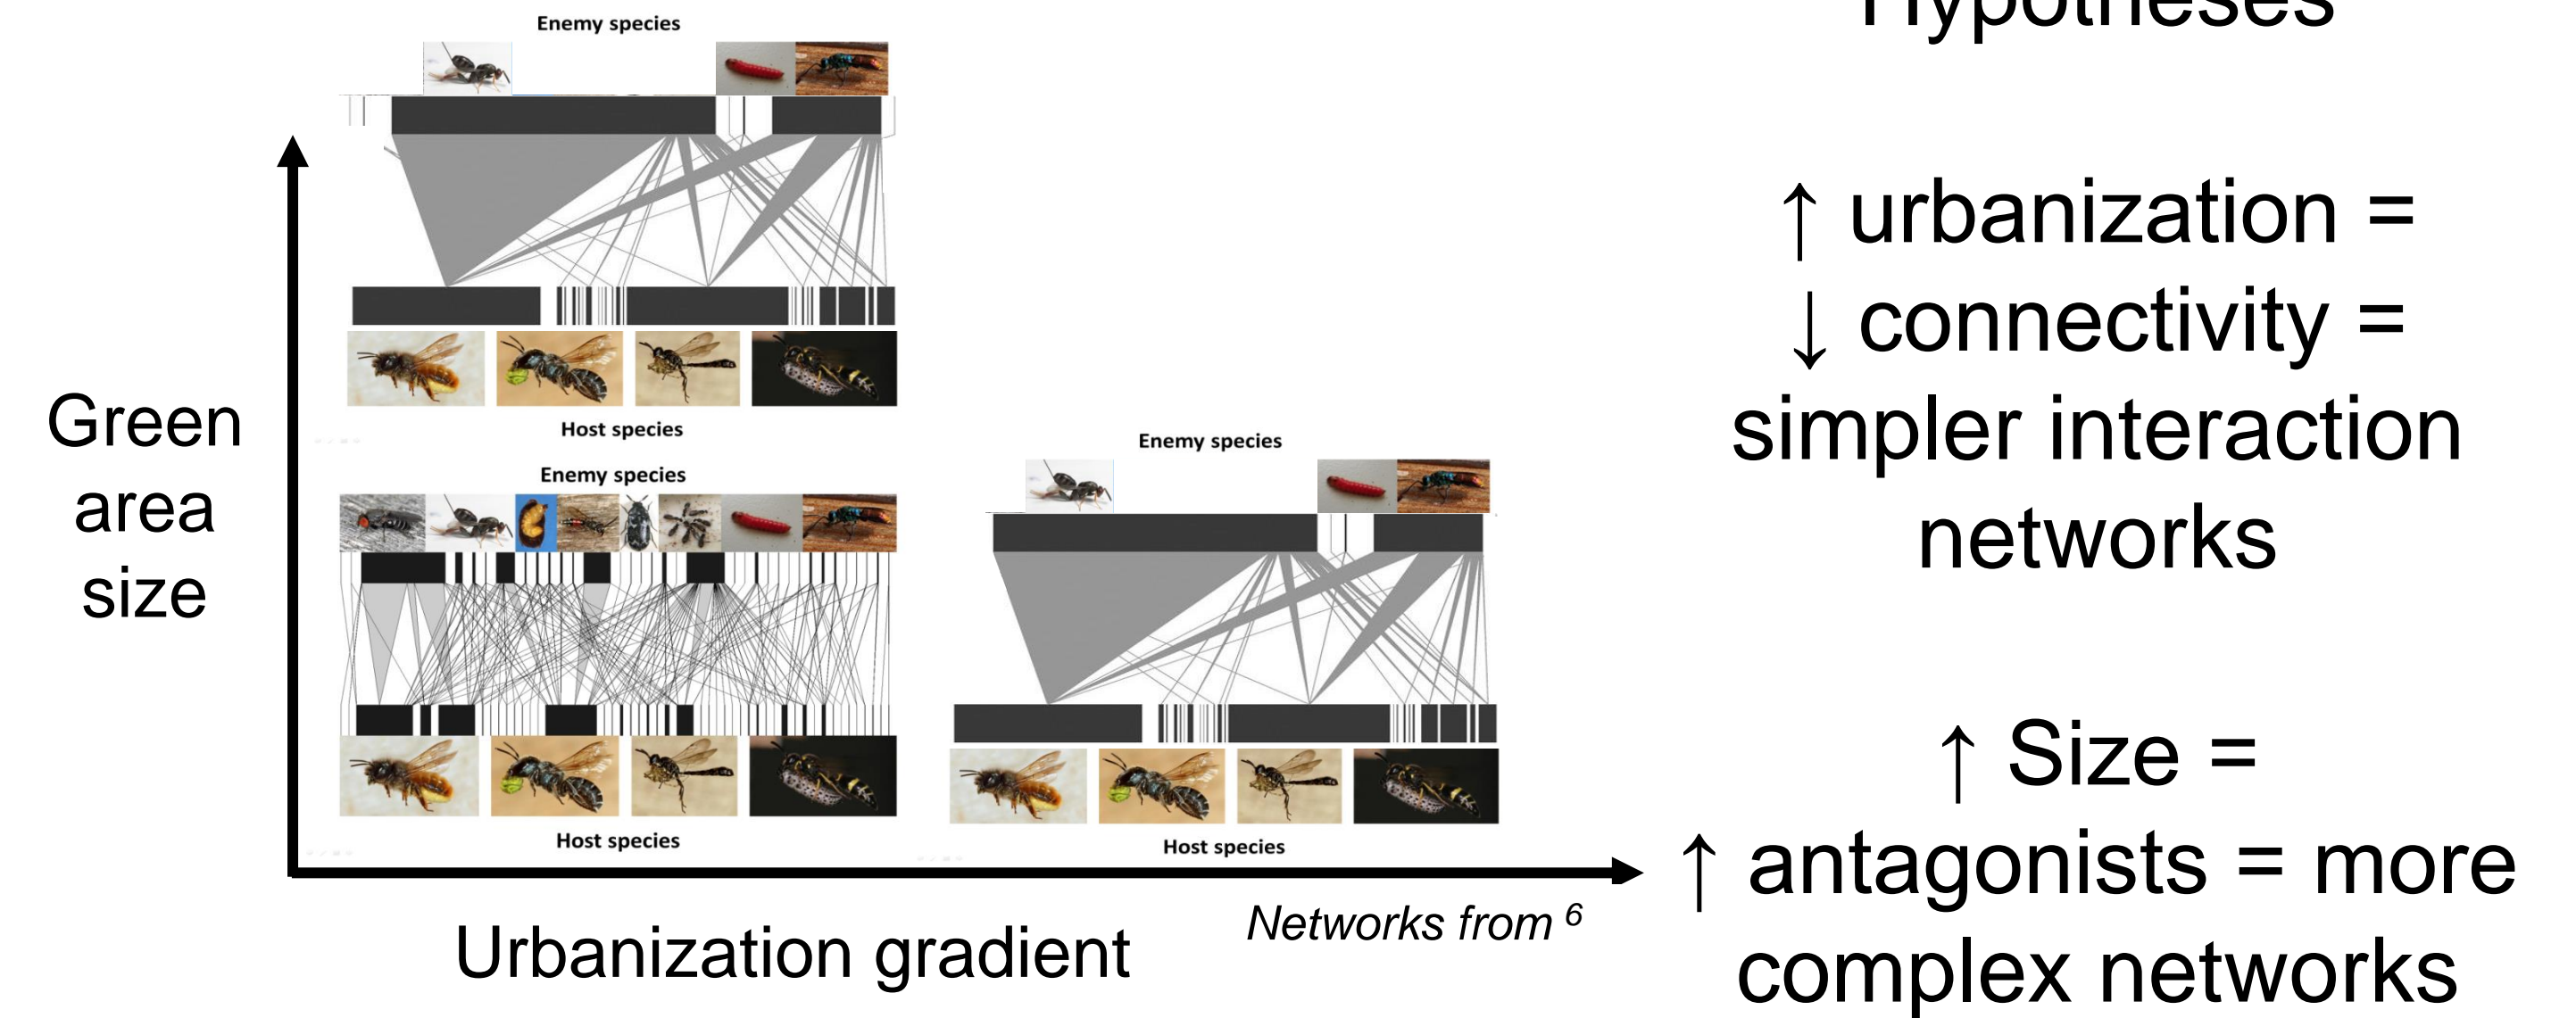 Enemy species
Host species
Enemy species
Host species
Enemy species
Host species
Green
area
size
Urbanization gradient
Networks from 6
Hypotheses
↑ urbanization =
↓ connectivity =
simpler interaction
networks
↑ Size =
↑ antagonists = more
complex networks